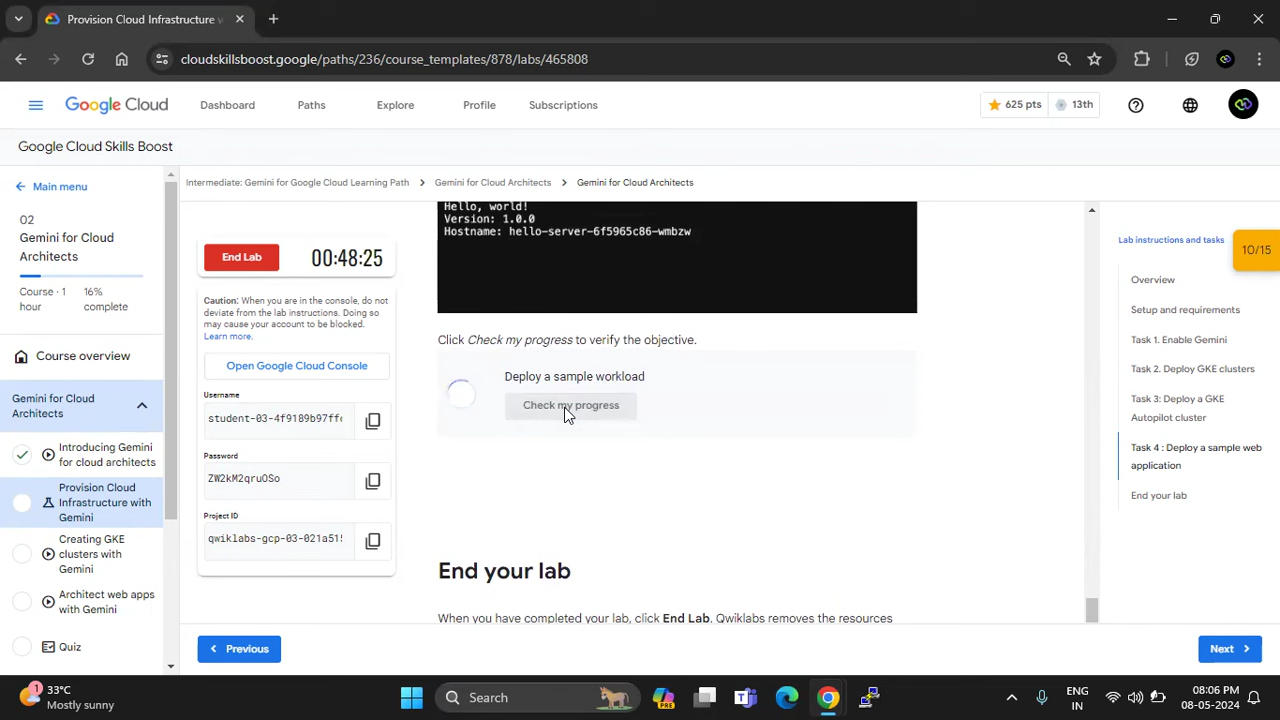 Provision Cloud Infrastructure w
cloudskillsboost.google/paths/236/course_templates/878/labs/465808
Google Cloud
Dashboard
Paths
Explore
Profile
Subscriptions
625 pts
13th
Google Cloud Skills Boost
Main menu
02
Gemini for Cloud
Architects
Course · 1
hour
16%
complete
Course overview
Gemini for Cloud
Architects
Introducing Gemini
for cloud architects
Provision Cloud
Infrastructure with
Gemini
Creating GKE
clusters with
Gemini
Architect web apps
with Gemini
Quiz
Intermediate: Gemini for Google Cloud Learning Path
Gemini for Cloud Architects
Gemini for Cloud Architects
End Lab
00:48:25
Caution: When you are in the console, do not
deviate from the lab instructions. Doing so
may cause your account to be blocked.
Learn more.
Open Google Cloud Console
Username
student-03-4f9189b97ff
Password
ZW2kM2qruOSo
Project ID
qwiklabs-gcp-03-021a51
Hello, world!
Version: 1.0.0
Hostname: hello-server-6f5965c86-wmbzw
Click Check my progress to verify the objective.
Deploy a sample workload
Check my progress
End your lab
When you have completed your lab, click End Lab. Qwiklabs removes the resources
Lab instructions and tasks
10/15
Overview
Setup and requirements
Task 1. Enable Gemini
Task 2. Deploy GKE clusters
Task 3: Deploy a GKE
Autopilot cluster
Task 4 : Deploy a sample web
application
End your lab
Previous
Next
1
33°C
Mostly sunny
Search
PRE
ENG
IN
08:06 PM
08-05-2024